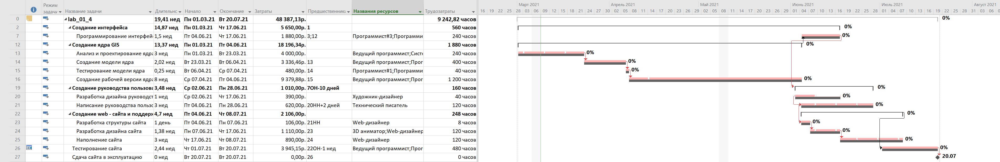 Режим задачи Название задачи Длительнс Начало Окончание Затраты Предшественники Названия ресурсов Трудозатраты
Март 2021 Апрель 2021 Май 2021 Июнь 2021 Июль 2021 Август 2021
16 19 22 25 28 03 06 09 12 15 18 21 24 27 30 02 05 08 11 14 17 20 23 26 29 02 05 08 11 14 17 20 23 26 29 01 04 07 10 13 16 19 22 25 28 01 04 07 10 13 16 19 22 25 28 31 03 06 0
0 lab_01_4 19,41 нед Пн 01.03.21 Вт 20.07.21 48 387,13р. 9 242,82 часов 0%
2 Создание интерфейса 14,87 нед Пн 01.03.21 Чт 17.06.21 5 650,00р. 1 560 часов 0%
7 Программирование интерфей 1,5 нед Пт 04.06.21 Чт 17.06.21 1 880,00р. 3;12 Программист#3;Программи 240 часов 0%
12 Создание ядра GIS 13,37 нед Пн 01.03.21 Пт 04.06.21 18 196,34р. 1 880 часов 0%
13 Анализ и проектирование ядра 3 нед Пн 01.03.21 Вт 23.03.21 4 000,00р. Ведущий программист;Систе 240 часов 0%
14 Создание модели ядра 2,02 нед Вт 23.03.21 Вт 06.04.21 3 336,46р. 13 Ведущий программист;Прог 400 часов 0%
15 Тестирование модели ядра 0,25 нед Вт 06.04.21 Ср 07.04.21 480,00р. 14 Программист#1;Программи 40 часов 0%
16 Создание рабочей версии ядра 8 нед Ср 07.04.21 Пт 04.06.21 9 379,88р. 15 Ведущий программист;Прог 1 200 часов 0%
19 Создание руководства пользова 3,48 нед Ср 02.06.21 Пн 28.06.21 1 010,00р. 7ОН-10 дней 160 часов 0%
20 Разработка дизайна руководст 1 нед Ср 02.06.21 Чт 17.06.21 390,00р. Художник-дизайнер 40 часов 0%
21 Написание руководства пользо 3 нед Пт 04.06.21 Пн 28.06.21 620,00р. 20НН+2 дней Технический писатель 120 часов 0%
22 Создание web - сайта и поддерж 4,7 нед Пт 04.06.21 Чт 08.07.21 2 106,00р. 248 часов 0%
23 Разработка структуры сайта 1 день Пт 04.06.21 Пн 07.06.21 106,00р. 21НН Web-дизайнер 8 часов 0%
24 Разработка дизайна сайта 1,38 нед Пн 07.06.21 Чт 17.06.21 1 110,00р. 23 3D аниматор;Web-дизайнер 120 часов 0%
25 Наполнение сайта 3 нед Чт 17.06.21 Чт 08.07.21 890,00р. 24 Web-дизайнер 120 часов 0%
26 Тестирование сайта 2,44 нед Чт 01.07.21 Вт 20.07.21 3 945,15р. 22ОН-1 нед Ведущий программист;Прог 480 часов 0%
27 Сдача сайта в эксплуатацию 0 нед Вт 20.07.21 Вт 20.07.21 0,00р. 26 0 часов 20.07